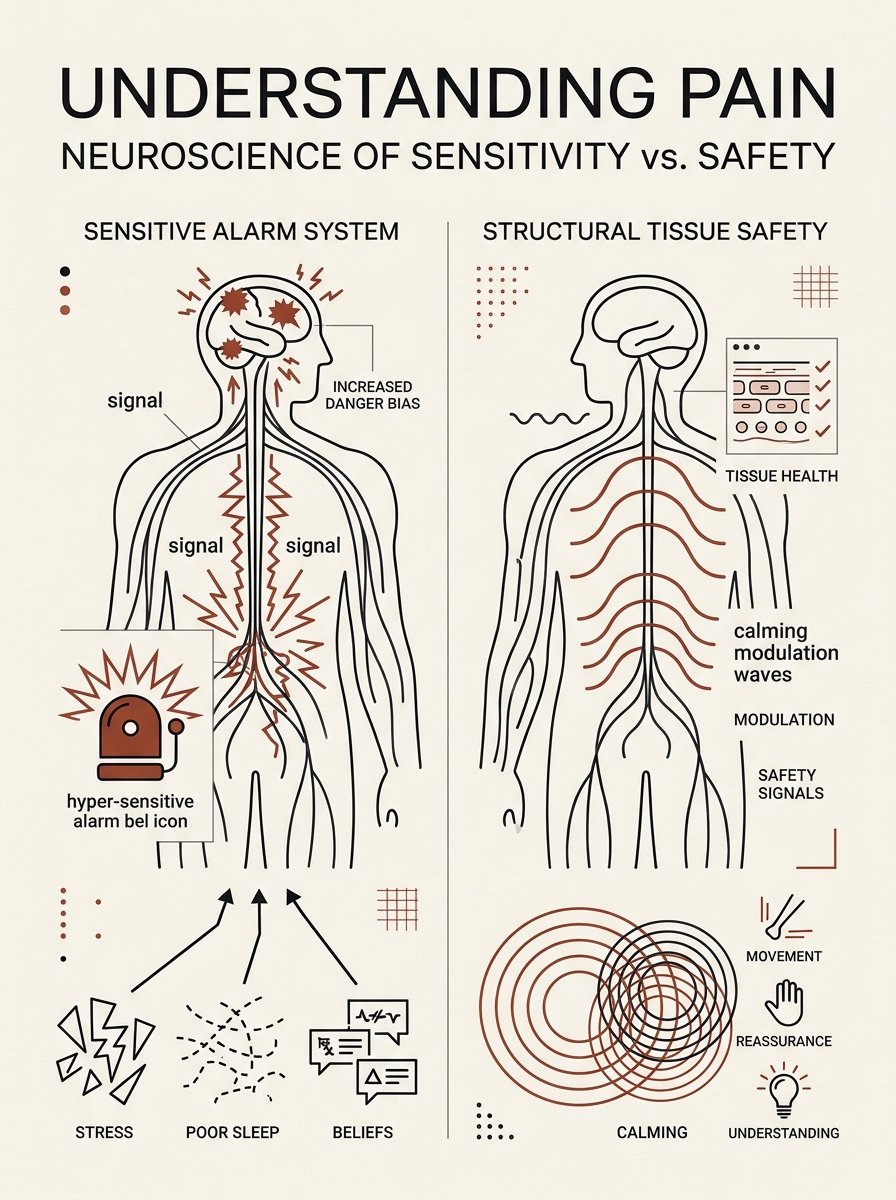 UNDERSTANDING PAIN
NEUROSCIENCE OF SENSITIVITY vs. SAFETY
SENSITIVE ALARM SYSTEM
signal
INCREASED
DANGER BIAS
signal
signal
hyper-sensitive
alarm bel icon
STRESS
POOR SLEEP
BELIEFS
STRUCTURAL TISSUE SAFETY
TISSUE HEALTH
calming
modulation
waves
MODULATION
SAFETY
SIGNALS
MOVEMENT
REASSURANCE
CALMING
UNDERSTANDING